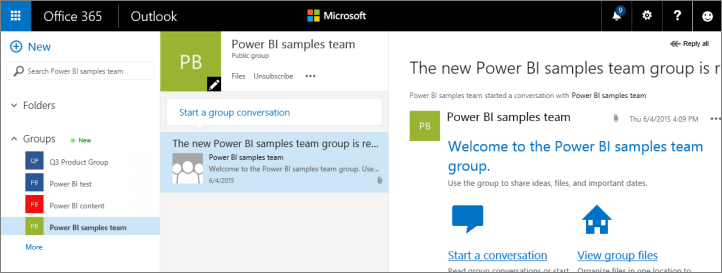 Office 365
Outlook
Microsoft
9
?
New
Search Power BI samples team
Folders
Groups
New
QP Q3 Product Group
PB Power BI test
PB Power BI content
PB Power BI samples team
More
PB
Power BI samples team
Public group
Files Unsubscribe •••
Start a group conversation
The new Power BI samples team group is re...
Power BI samples team
Welcome to the Power BI samples team group. Use...
6/4/2015
Reply all
The new Power BI samples team group is r
Power BI samples team started a conversation with Power BI samples team
PB
Power BI samples team
Thu 6/4/2015 4:09 PM
•••
Welcome to the Power BI samples team
group.
Use the group to share ideas, files, and important dates.
Start a conversation
View group files
Read group conversations or start
Organize files in one location to